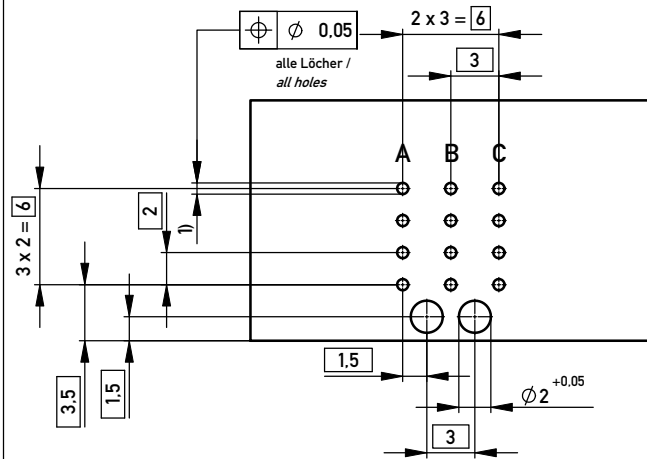 ⌖ ⌀ 0,05
2 x 3 = 6
alle Löcher /
all holes
3
A B C
3 x 2 = 6
2
1)
3,5
1,5
1,5
⌀2 +0,05
3